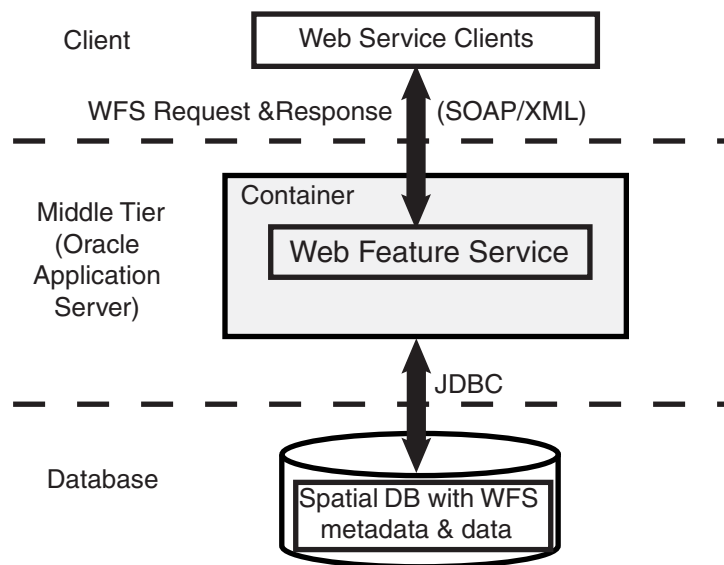 Client
Web Service Clients
WFS Request &Response
(SOAP/XML)
Middle Tier
(Oracle
Application
Server)
Container
Web Feature Service
JDBC
Database
Spatial DB with WFS
metadata & data